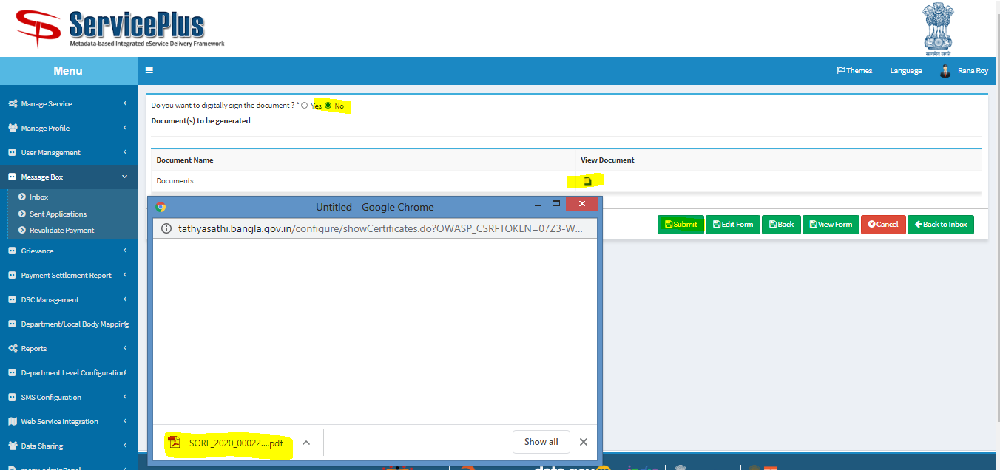 ServicePlus
Metadata-based Integrated eService Delivery Framework
सत्यमेव जयते
Menu
Themes
Language
Rana Roy
Manage Service
Manage Profile
User Management
Message Box
Inbox
Sent Applications
Revalidate Payment
Grievance
Payment Settlement Report
DSC Management
Department/Local Body Mapping
Reports
Department Level Configuration
SMS Configuration
Web Service Integration
Data Sharing
Do you want to digitally sign the document ? * Yes No
Document(s) to be generated
Document Name
View Document
Documents
Submit
Edit Form
Back
View Form
Cancel
Back to Inbox
Untitled - Google Chrome
tathyasathi.bangla.gov.in/configure/showCertificates.do?OWASP_CSRFTOKEN=07Z3-W...
SORF_2020_00022....pdf
Show all